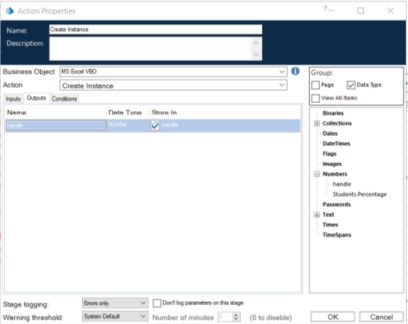 Action Properties
?... □ ×
Name: Create Instance
Description:
Business Object MS Excel VBO
Action Create Instance
Inputs Outputs Conditions
Name Data Type Store In
handle Number handle
Group:
Page Data Type
View All Items
Binaries
Collections
Dates
DateTimes
Flags
Images
Numbers
handle
Students.Percentage
Passwords
Text
Times
TimeSpans
Stage logging: Errors only Don't log parameters on this stage
Warning threshold: System Default Number of minutes (0 to disable)
OK Cancel